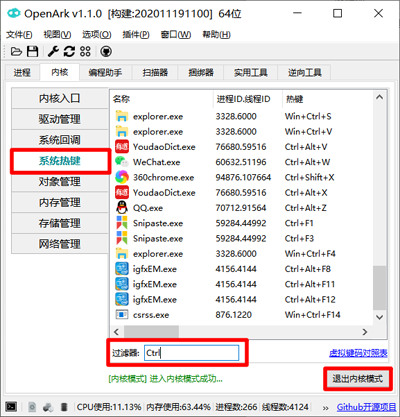 OpenArk v1.1.0 [构建:202011191100] 64位
文件(F) 视图(V) 选项(O) 插件(P) 窗口(W) 帮助(H)
进程 内核 编程助手 扫描器 捆绑器 实用工具 逆向工具
内核入口
驱动管理
系统回调
系统热键
对象管理
内存管理
存储管理
网络管理
名称 进程ID.线程ID 热键
explorer.exe 3328.6000 Win+Ctrl+S
explorer.exe 3328.6000 Win+Ctrl+V
有道 YoudaoDict.exe 76680.59516 Ctrl+Alt+V
WeChat.exe 60632.51196 Ctrl+Alt+W
360chrome.exe 94876.107664 Ctrl+Shift+X
有道 YoudaoDict.exe 76680.59516 Ctrl+Alt+X
QQ.exe 70712.91564 Ctrl+Alt+Z
Snipaste.exe 59284.44992 Ctrl+F1
Snipaste.exe 59284.44992 Ctrl+F3
explorer.exe 3328.6000 Win+Ctrl+F4
igfxEM.exe 4156.4144 Ctrl+Alt+F8
igfxEM.exe 4156.4144 Ctrl+Alt+F11
igfxEM.exe 4156.4144 Ctrl+Alt+F12
csrss.exe 876.1220 Win+Ctrl+F14
过滤器: Ctrl 虚拟键码对照表
[内核模式] 进入内核模式成功... 退出内核模式
CPU使用:11.13% 内存使用:63.44% 进程数:266 线程数:4124 » Github开源项目